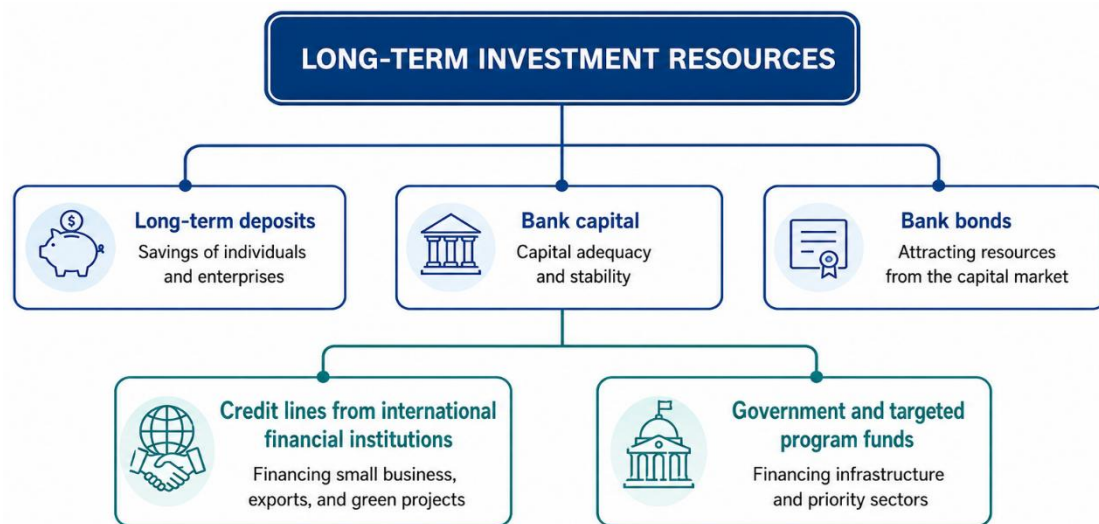 LONG-TERM INVESTMENT RESOURCES
$
Long-term deposits
Savings of individuals
and enterprises
Bank capital
Capital adequacy
and stability
Bank bonds
Attracting resources
from the capital market
Credit lines from international
financial institutions
Financing small business,
exports, and green projects
Government and targeted
program funds
Financing infrastructure
and priority sectors